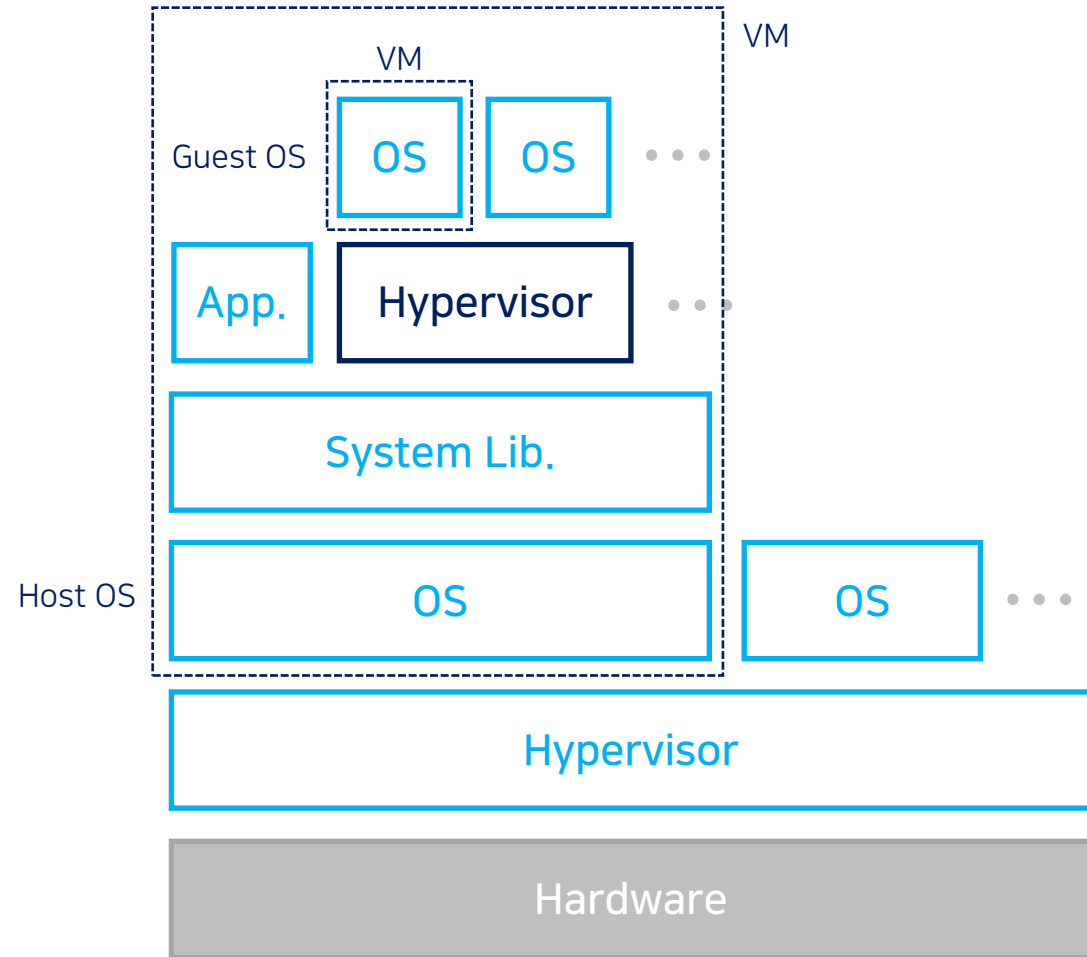 VM
VM
Guest OS
OS
OS
App.
Hypervisor
System Lib.
Host OS
OS
OS
Hypervisor
Hardware